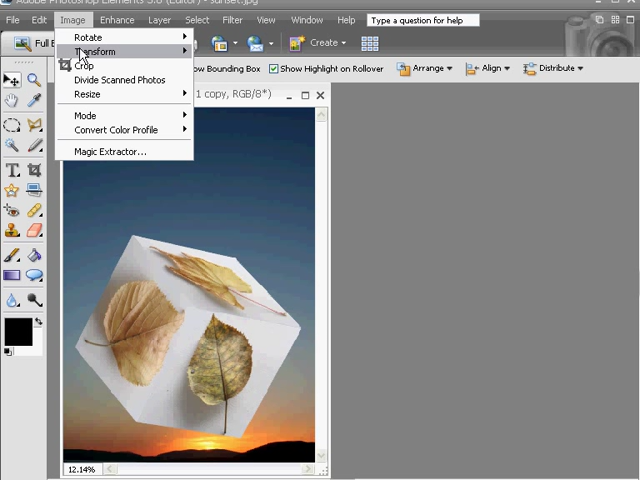 Adobe Photoshop Elements 5.0 (Editor) - sunset.jpg
File Edit Image Enhance Layer Select Filter View Window Help Type a question for help
Full E
Create
Rotate
Transform
Crop
Divide Scanned Photos
Resize
Mode
Convert Color Profile
Magic Extractor...
ow Bounding Box Show Highlight on Rollover Arrange Align Distribute
1 copy, RGB/8*)
12.14%